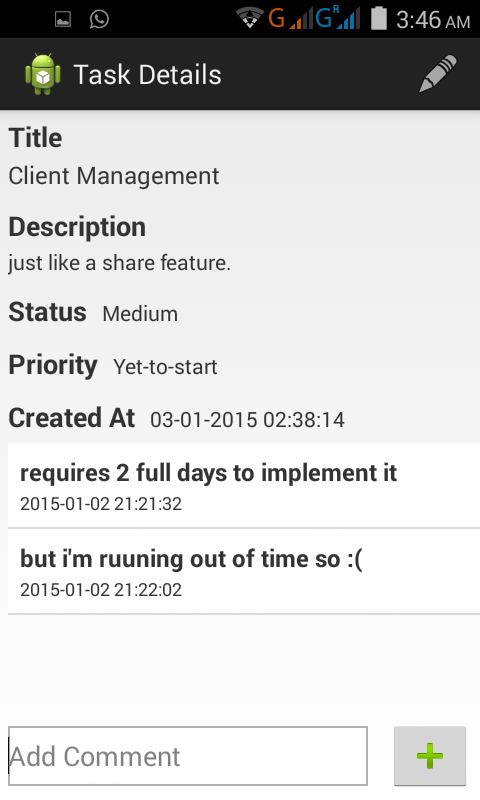 G G R 3:46 AM
Task Details
Title
Client Management
Description
just like a share feature.
Status Medium
Priority Yet-to-start
Created At 03-01-2015 02:38:14
requires 2 full days to implement it
2015-01-02 21:21:32
but i'm ruuning out of time so :(
2015-01-02 21:22:02
Add Comment